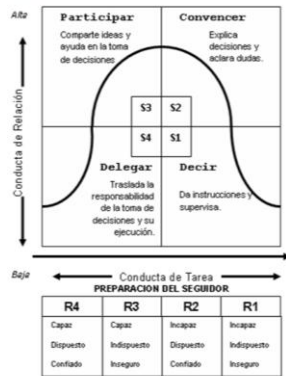 Alta
Participar
Comparte ideas y
ayuda en la toma
de decisiones
Convencer
Explica
decisiones y
aclara dudas.
S3
S2
S4
S1
Conducta de Relación
Delegar
Traslada la
responsabilidad
de la toma de
decisiones y su
ejecución.
Decir
Da instrucciones y
supervisa.
Baja
Conducta de Tarea
PREPARACION DEL SEGUIDOR
R4 R3 R2 R1
Capaz Capaz Incapaz Incapaz
Dispuesto Indispuesto Dispuesto Indispuesto
Confiado Inseguro Confiado Inseguro